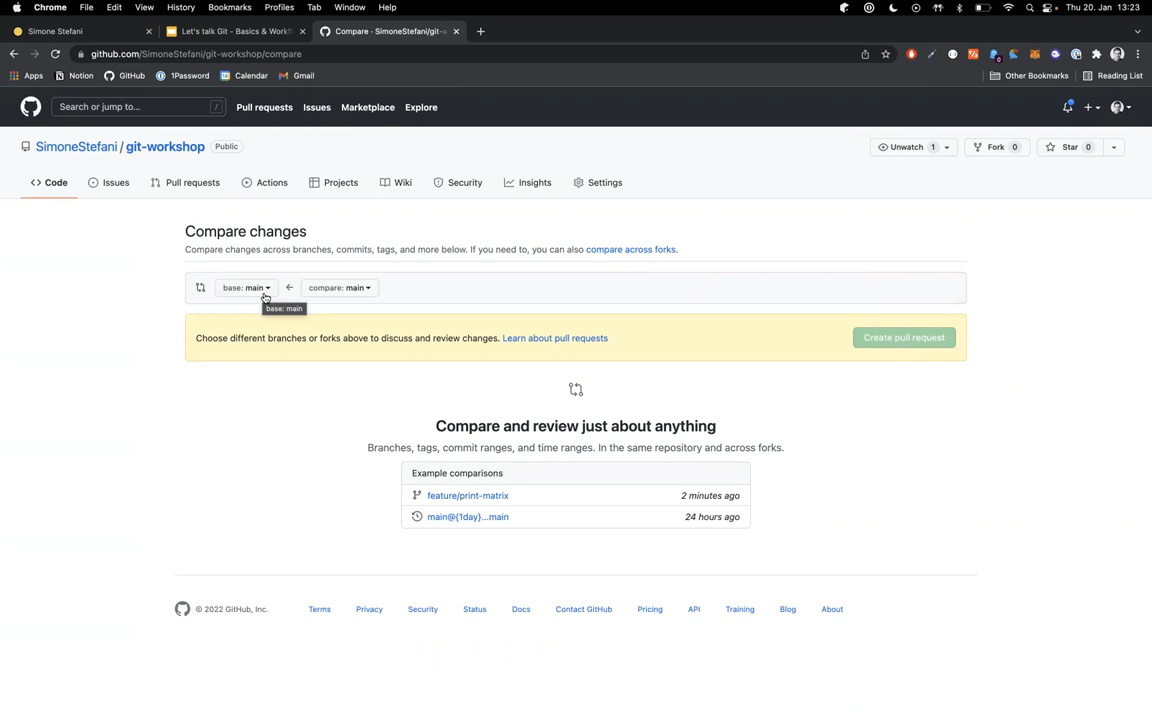 Chrome File Edit View History Bookmarks Profiles Tab Window Help Thu 20. Jan 13:23
Simone Stefani Let's talk Git - Basics & Workfl Compare · SimoneStefani/git-
github.com/SimoneStefani/git-workshop/compare
Apps Notion GitHub 1Password Calendar Gmail Other Bookmarks Reading List
Search or jump to... / Pull requests Issues Marketplace Explore
SimoneStefani / git-workshop Public Unwatch 1 Fork 0 Star 0
Code Issues Pull requests Actions Projects Wiki Security Insights Settings
Compare changes
Compare changes across branches, commits, tags, and more below. If you need to, you can also compare across forks.
base: main compare: main
base: main
Choose different branches or forks above to discuss and review changes. Learn about pull requests Create pull request
Compare and review just about anything
Branches, tags, commit ranges, and time ranges. In the same repository and across forks.
Example comparisons
feature/print-matrix 2 minutes ago
main@{1day}...main 24 hours ago
© 2022 GitHub, Inc. Terms Privacy Security Status Docs Contact GitHub Pricing API Training Blog About